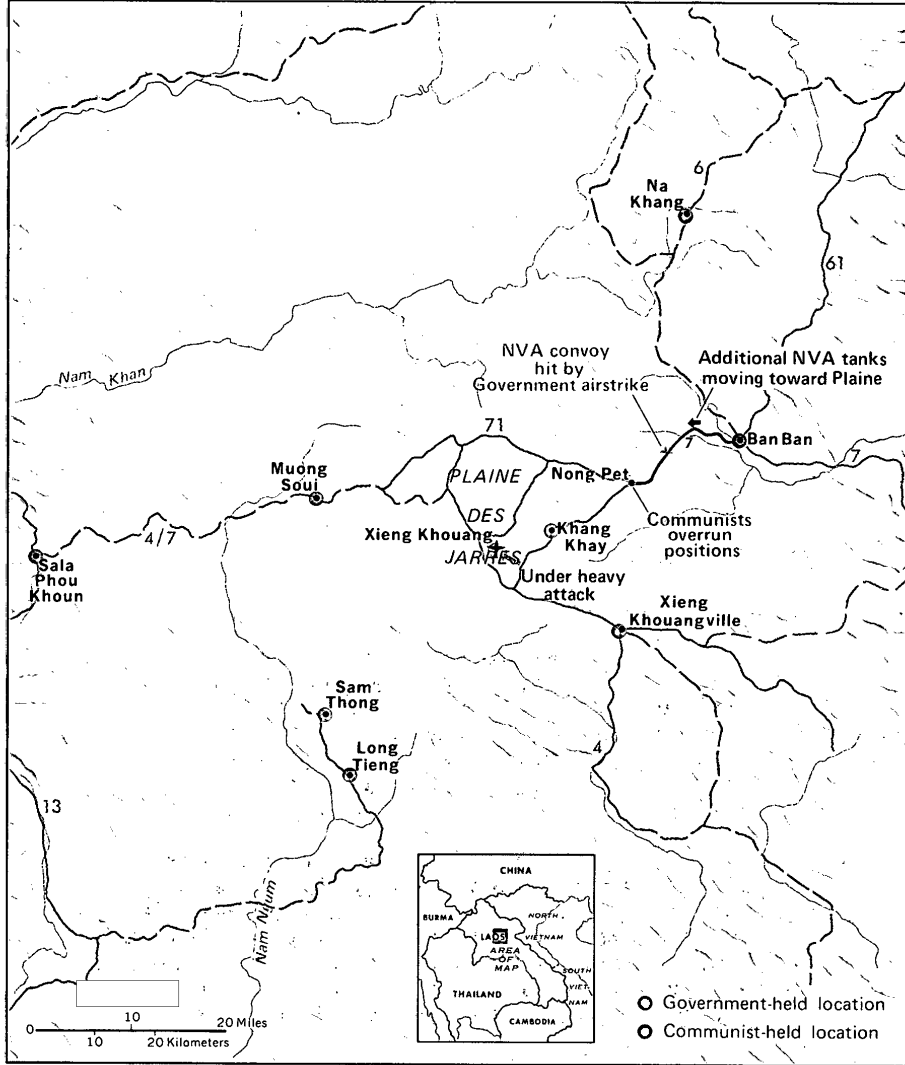 6
Na
Khang
61
NVA convoy
hit by
Government airstrike
Additional NVA tanks
moving toward Plaine
Nam Khan
71
7
Ban Ban
7
Muong
Soui
PLAINE
DES
JARRES
Nong Pet
Communists
overrun
positions
Xieng Khouang
Khang
Khay
4/7
Sala
Phou
Khoun
Under heavy
attack
Xieng
Khouangville
Sam
Thong
Long
Tieng
4
13
Nam Ngum
CHINA
BURMA
NORTH
VIETNAM
LAOS
AREA
OF
MAP
SOUTH
VIET-
NAM
THAILAND
CAMBODIA
Government-held location
Communist-held location
0 10 20 Miles
10 20 Kilometers